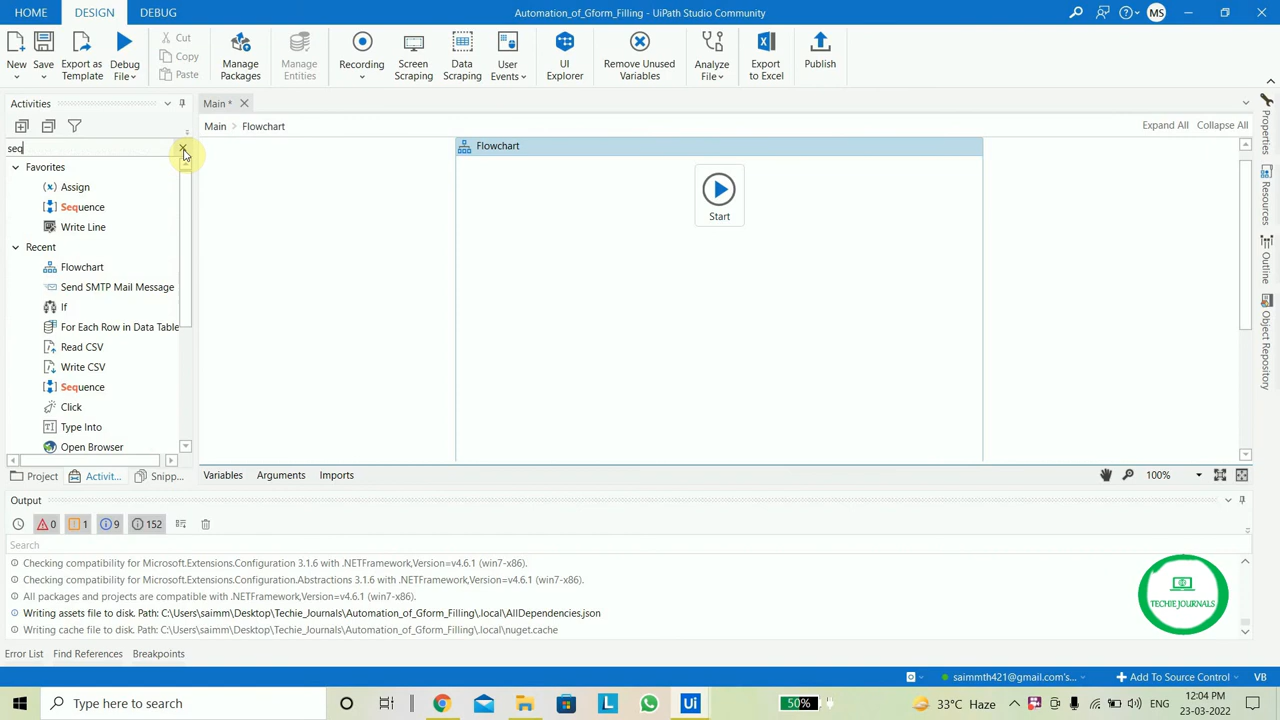 HOME DESIGN DEBUG Automation_of_Gform_Filling - UiPath Studio Community MS
New Save Export as Template Debug File Cut Copy Paste Manage Packages Manage Entities Recording Screen Scraping Data Scraping User Events UI Explorer Remove Unused Variables Analyze File Export to Excel Publish
Activities Main *
Main > Flowchart Expand All Collapse All
seq
Favorites
Assign
Sequence
Write Line
Recent
Flowchart
Send SMTP Mail Message
If
For Each Row in Data Table
Read CSV
Write CSV
Sequence
Click
Type Into
Open Browser
Flowchart
Start
Properties
Resources
Outline
Object Repository
Project Activit... Snipp... Variables Arguments Imports 100%
Output
0 1 9 152
Search
Checking compatibility for Microsoft.Extensions.Configuration 3.1.6 with .NETFramework,Version=v4.6.1 (win7-x86).
Checking compatibility for Microsoft.Extensions.Configuration.Abstractions 3.1.6 with .NETFramework,Version=v4.6.1 (win7-x86).
All packages and projects are compatible with .NETFramework,Version=v4.6.1 (win7-x86).
Writing assets file to disk. Path: C:\Users\saimm\Desktop\Techie_Journals\Automation_of_Gform_Filling\.local\AllDependencies.json
Writing cache file to disk. Path: C:\Users\saimm\Desktop\Techie_Journals\Automation_of_Gform_Filling\.local\nuget.cache
TECHIE JOURNALS
Error List Find References Breakpoints
saimmth421@gmail.com's... Add To Source Control VB
Type here to search L Ui 50% 33°C Haze ENG 12:04 PM
23-03-2022